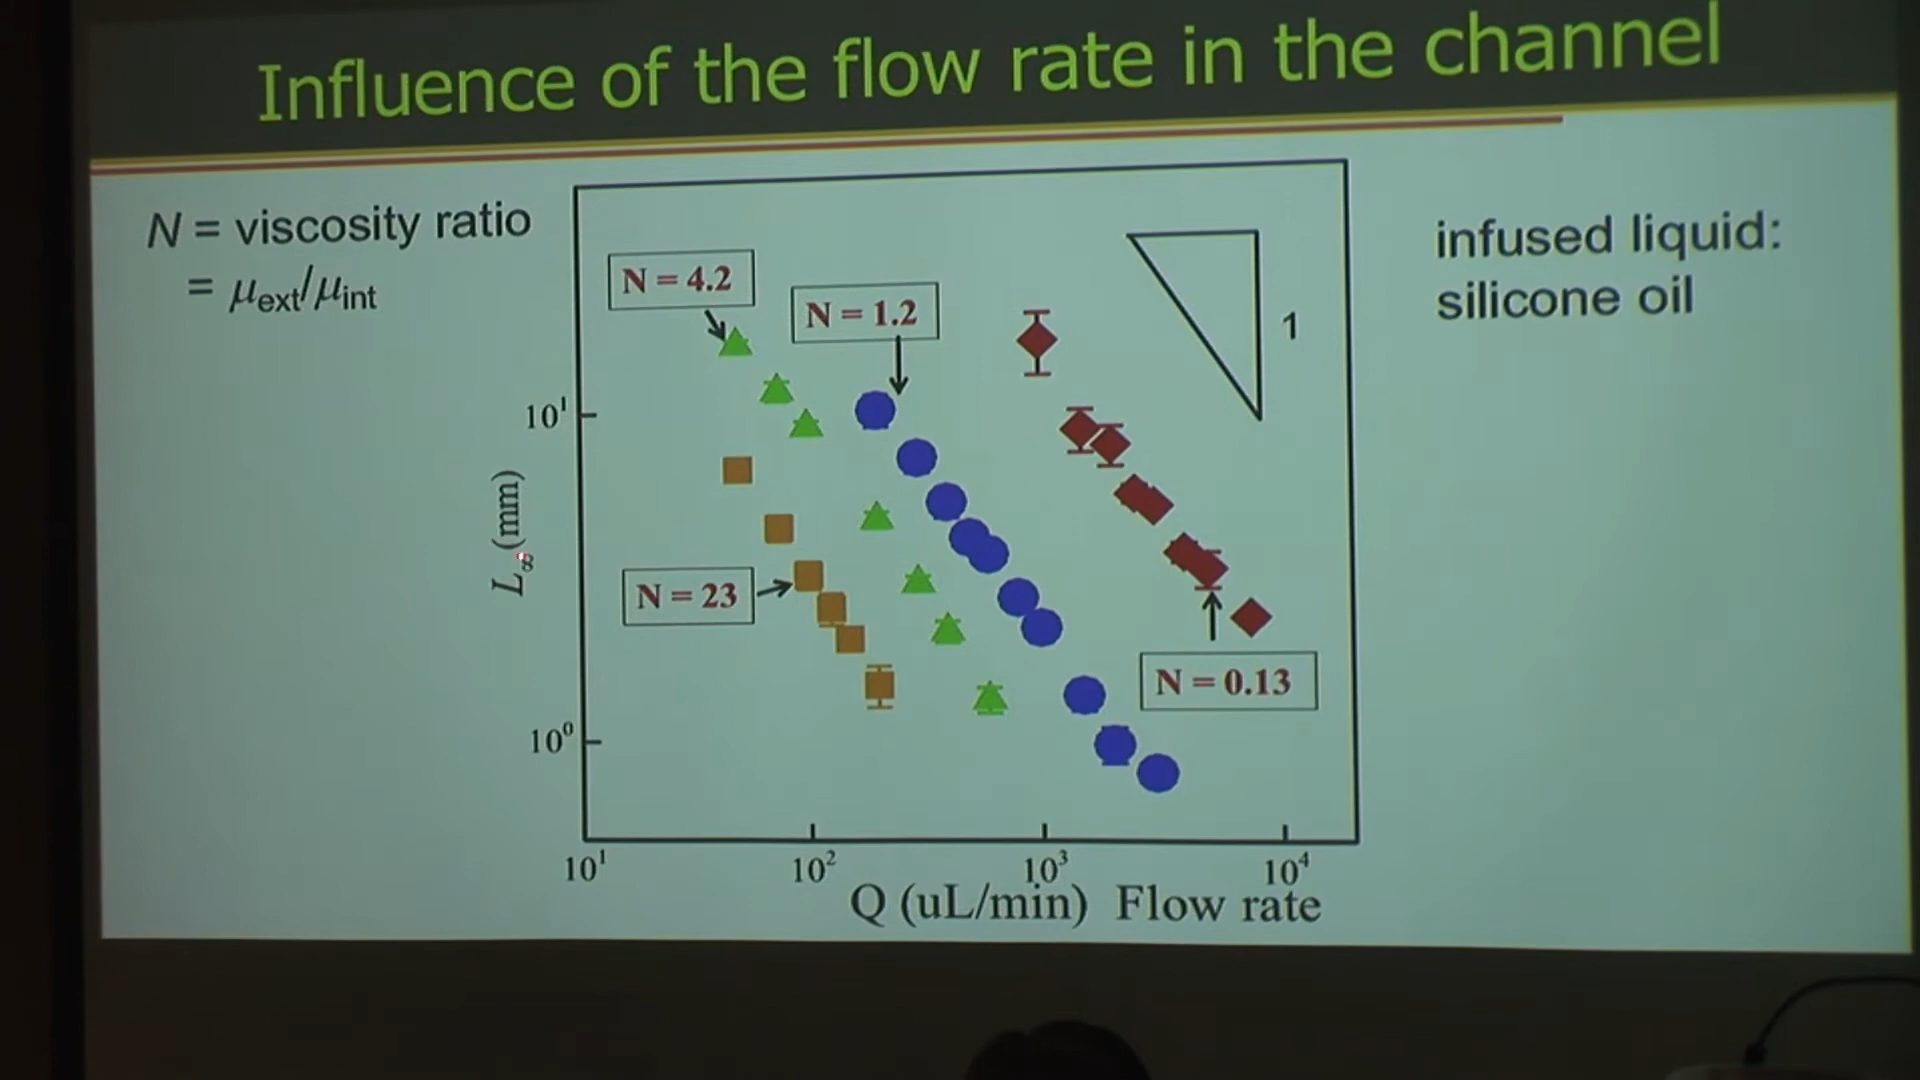 Influence of the flow rate in the channel
N = viscosity ratio
= μext/μint
infused liquid:
silicone oil
N = 4.2
N = 1.2
1
10¹
L∞(mm)
N = 23
N = 0.13
10⁰
10¹ 10² 10³ 10⁴
Q (uL/min) Flow rate